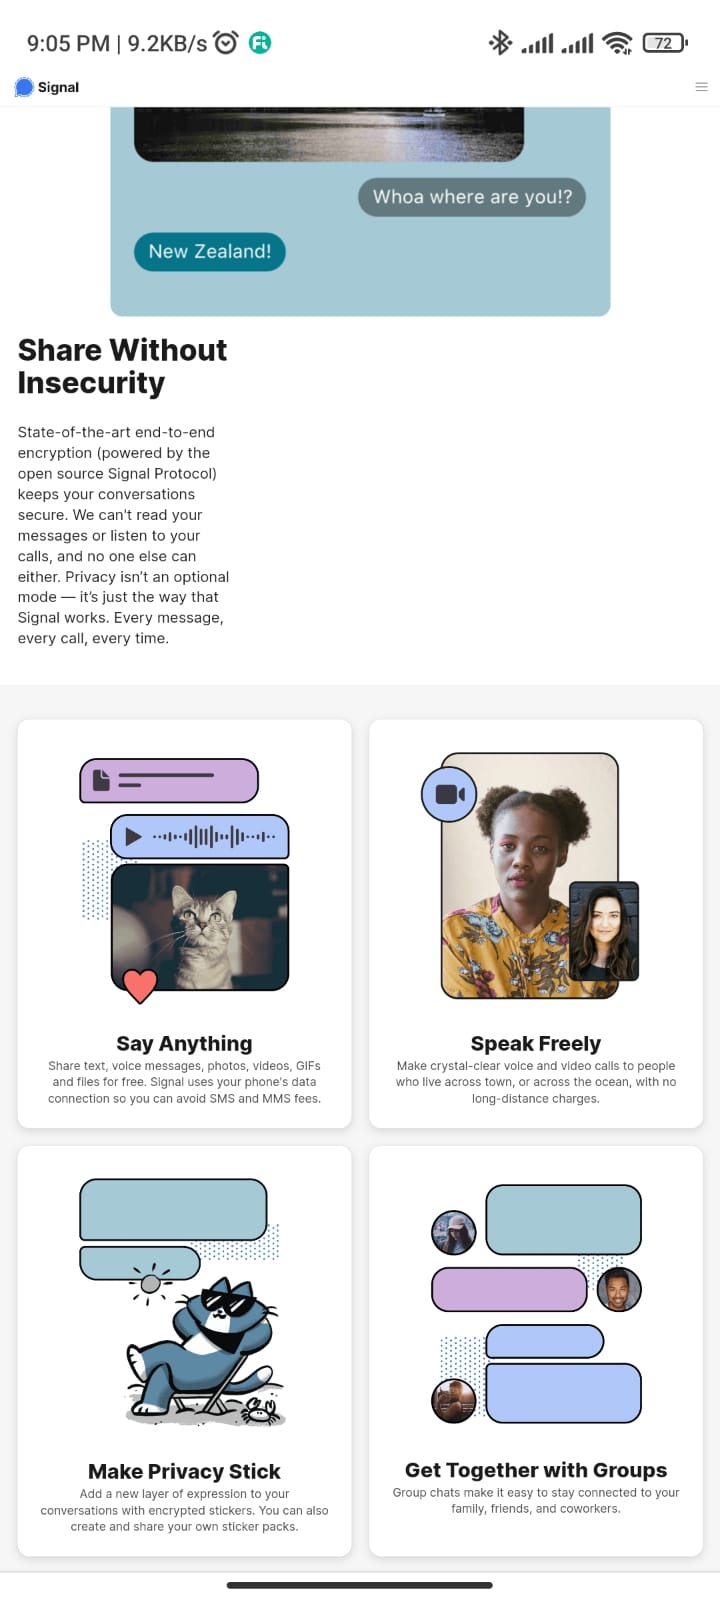 9:05 PM | 9.2KB/s
72
Signal
Whoa where are you!?
New Zealand!
Share Without
Insecurity
State-of-the-art end-to-end
encryption (powered by the
open source Signal Protocol)
keeps your conversations
secure. We can't read your
messages or listen to your
calls, and no one else can
either. Privacy isn’t an optional
mode — it’s just the way that
Signal works. Every message,
every call, every time.
Say Anything
Share text, voice messages, photos, videos, GIFs
and files for free. Signal uses your phone's data
connection so you can avoid SMS and MMS fees.
Speak Freely
Make crystal-clear voice and video calls to people
who live across town, or across the ocean, with no
long-distance charges.
Make Privacy Stick
Add a new layer of expression to your
conversations with encrypted stickers. You can also
create and share your own sticker packs.
Get Together with Groups
Group chats make it easy to stay connected to your
family, friends, and coworkers.